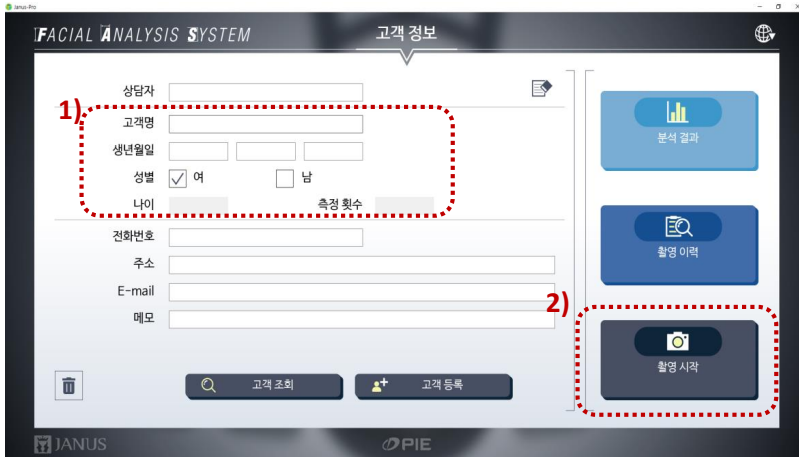 Janus-Pro
FACIAL ANALYSIS SYSTEM
고객 정보
상담자
1)
고객명
생년월일
성별 여 남
나이 측정 횟수
전화번호
주소
E-mail
메모
고객 조회
고객 등록
분석 결과
촬영 이력
2)
촬영 시작
JANUS
PIE